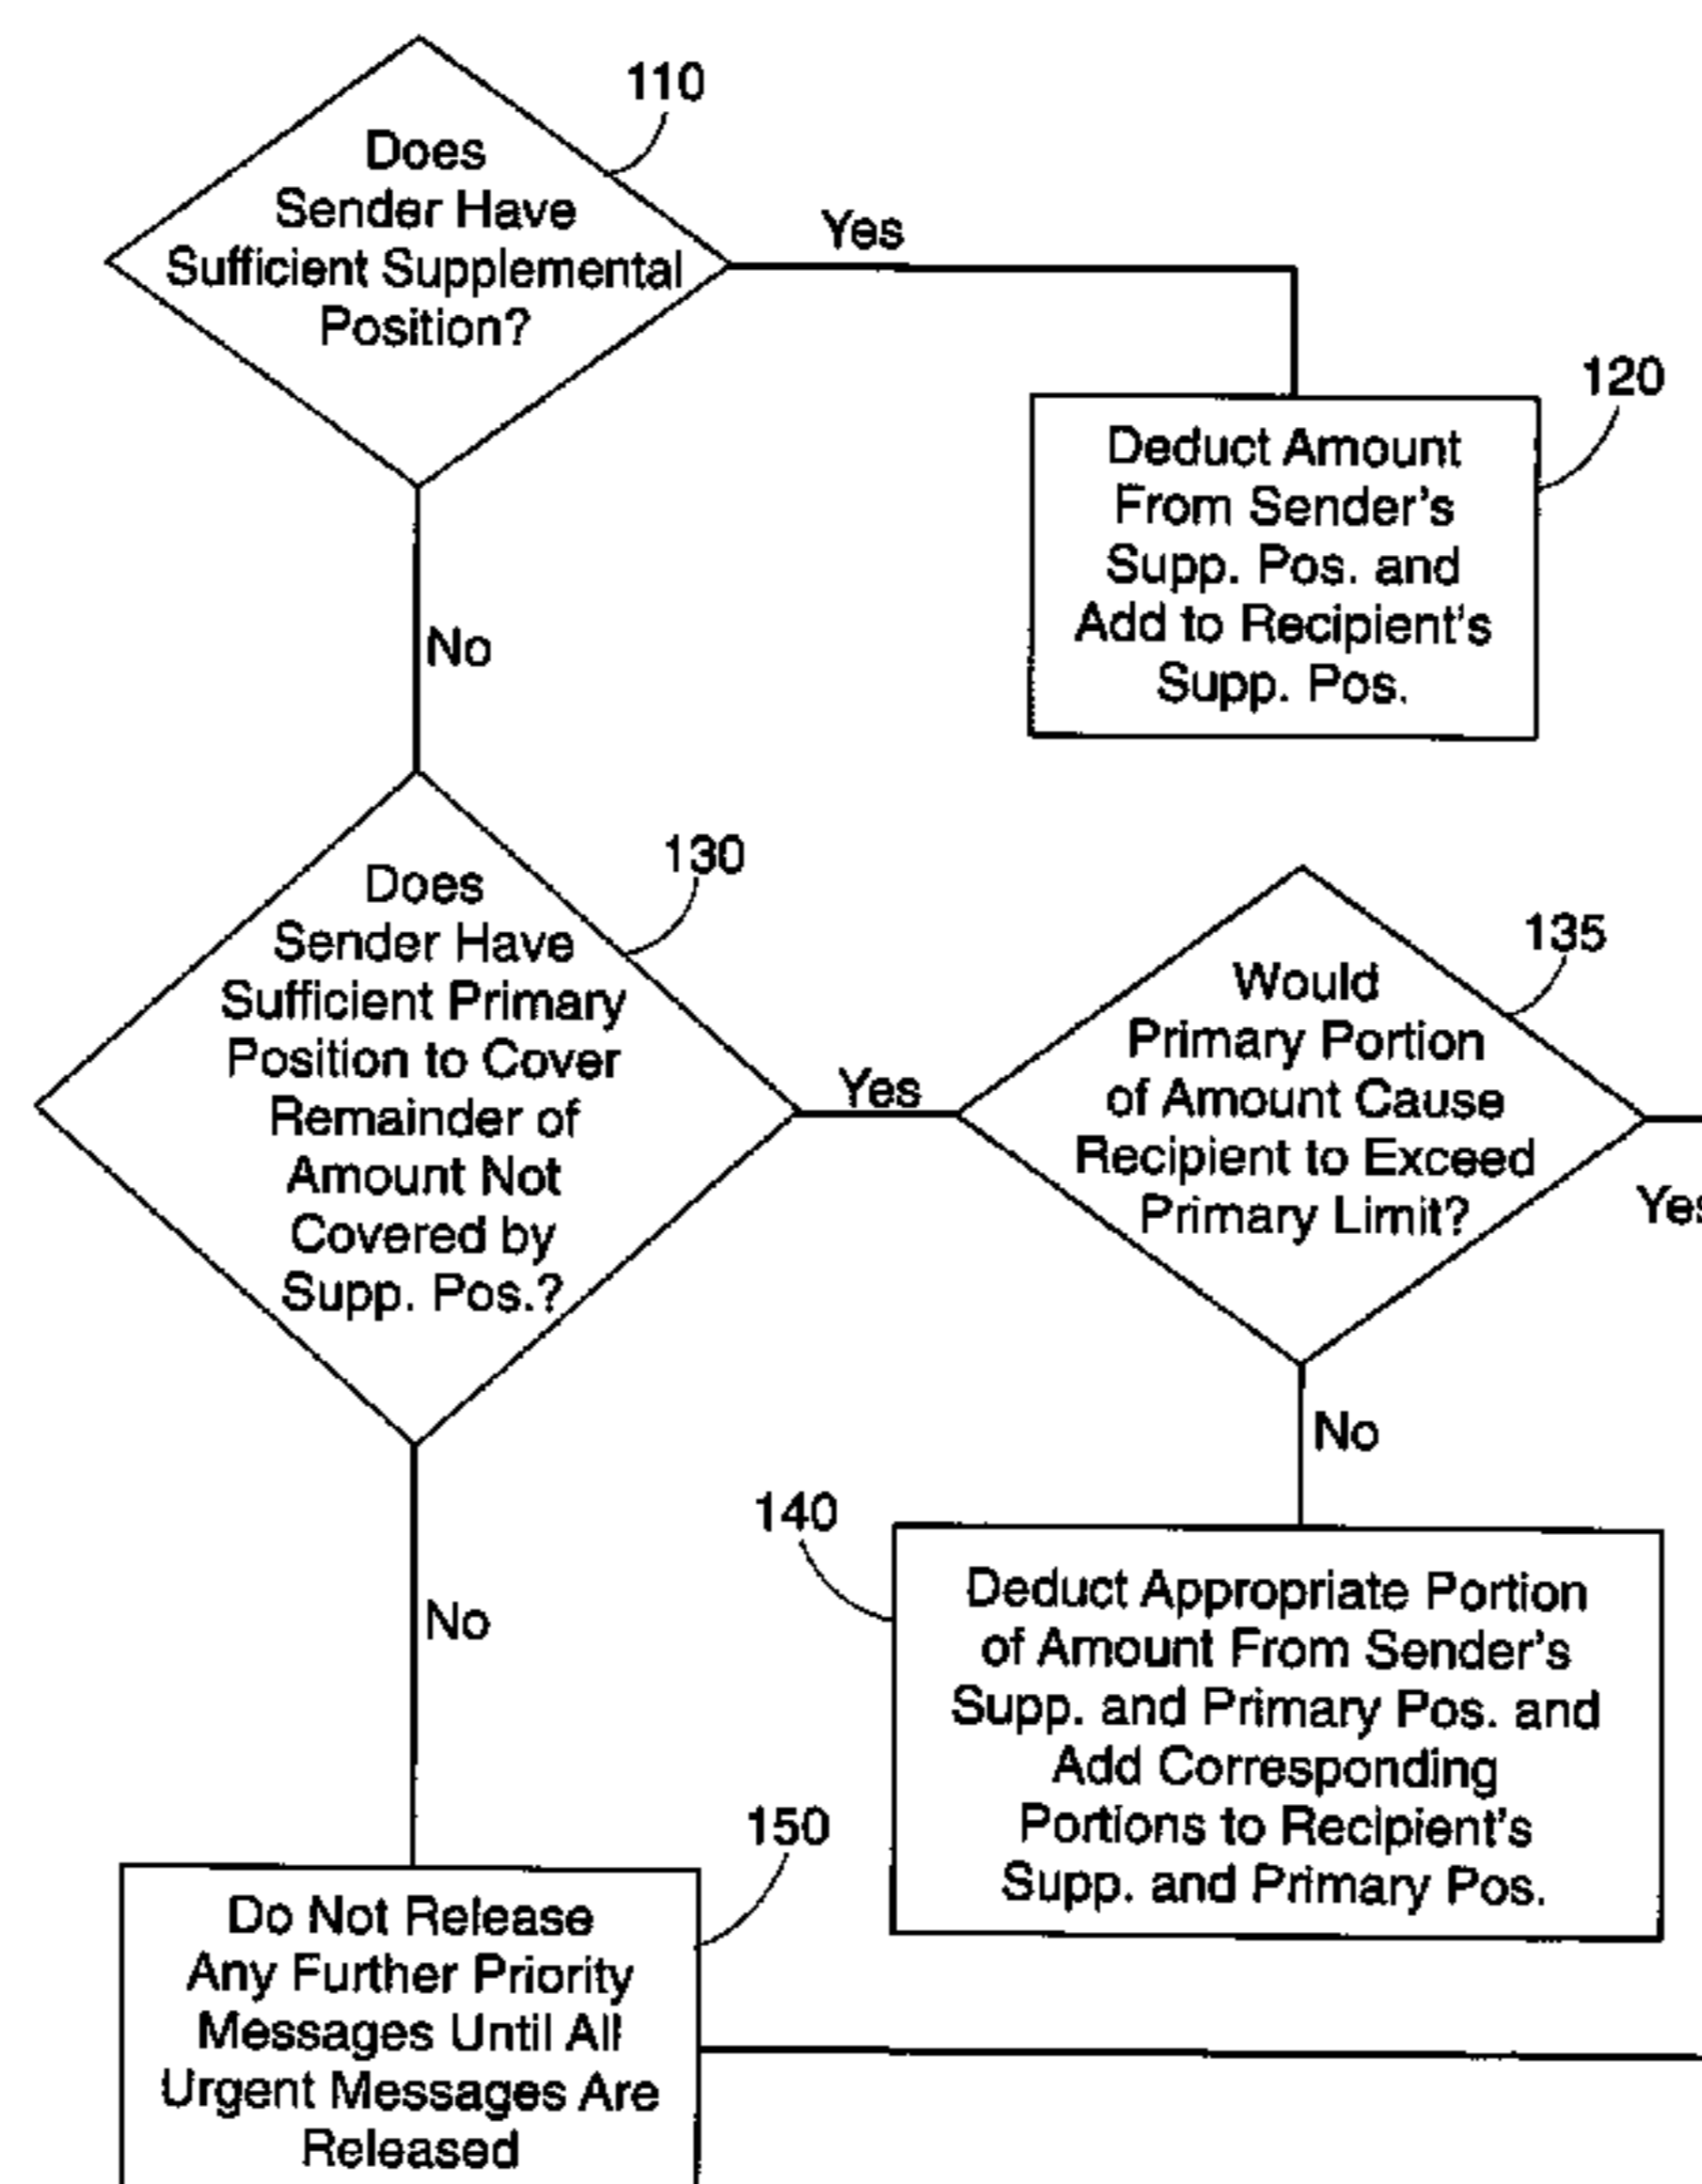 110
Does
Sender Have
Sufficient Supplemental
Position?
Yes
120
Deduct Amount
From Sender's
Supp. Pos. and
Add to Recipient's
Supp. Pos.
No
130
Does
Sender Have
Sufficient Primary
Position to Cover
Remainder of
Amount Not
Covered by
Supp. Pos.?
Yes
135
Would
Primary Portion
of Amount Cause
Recipient to Exceed
Primary Limit?
Yes
No
140
Deduct Appropriate Portion
of Amount From Sender's
Supp. and Primary Pos. and
Add Corresponding
Portions to Recipient's
Supp. and Primary Pos.
No
150
Do Not Release
Any Further Priority
Messages Until All
Urgent Messages Are
Released